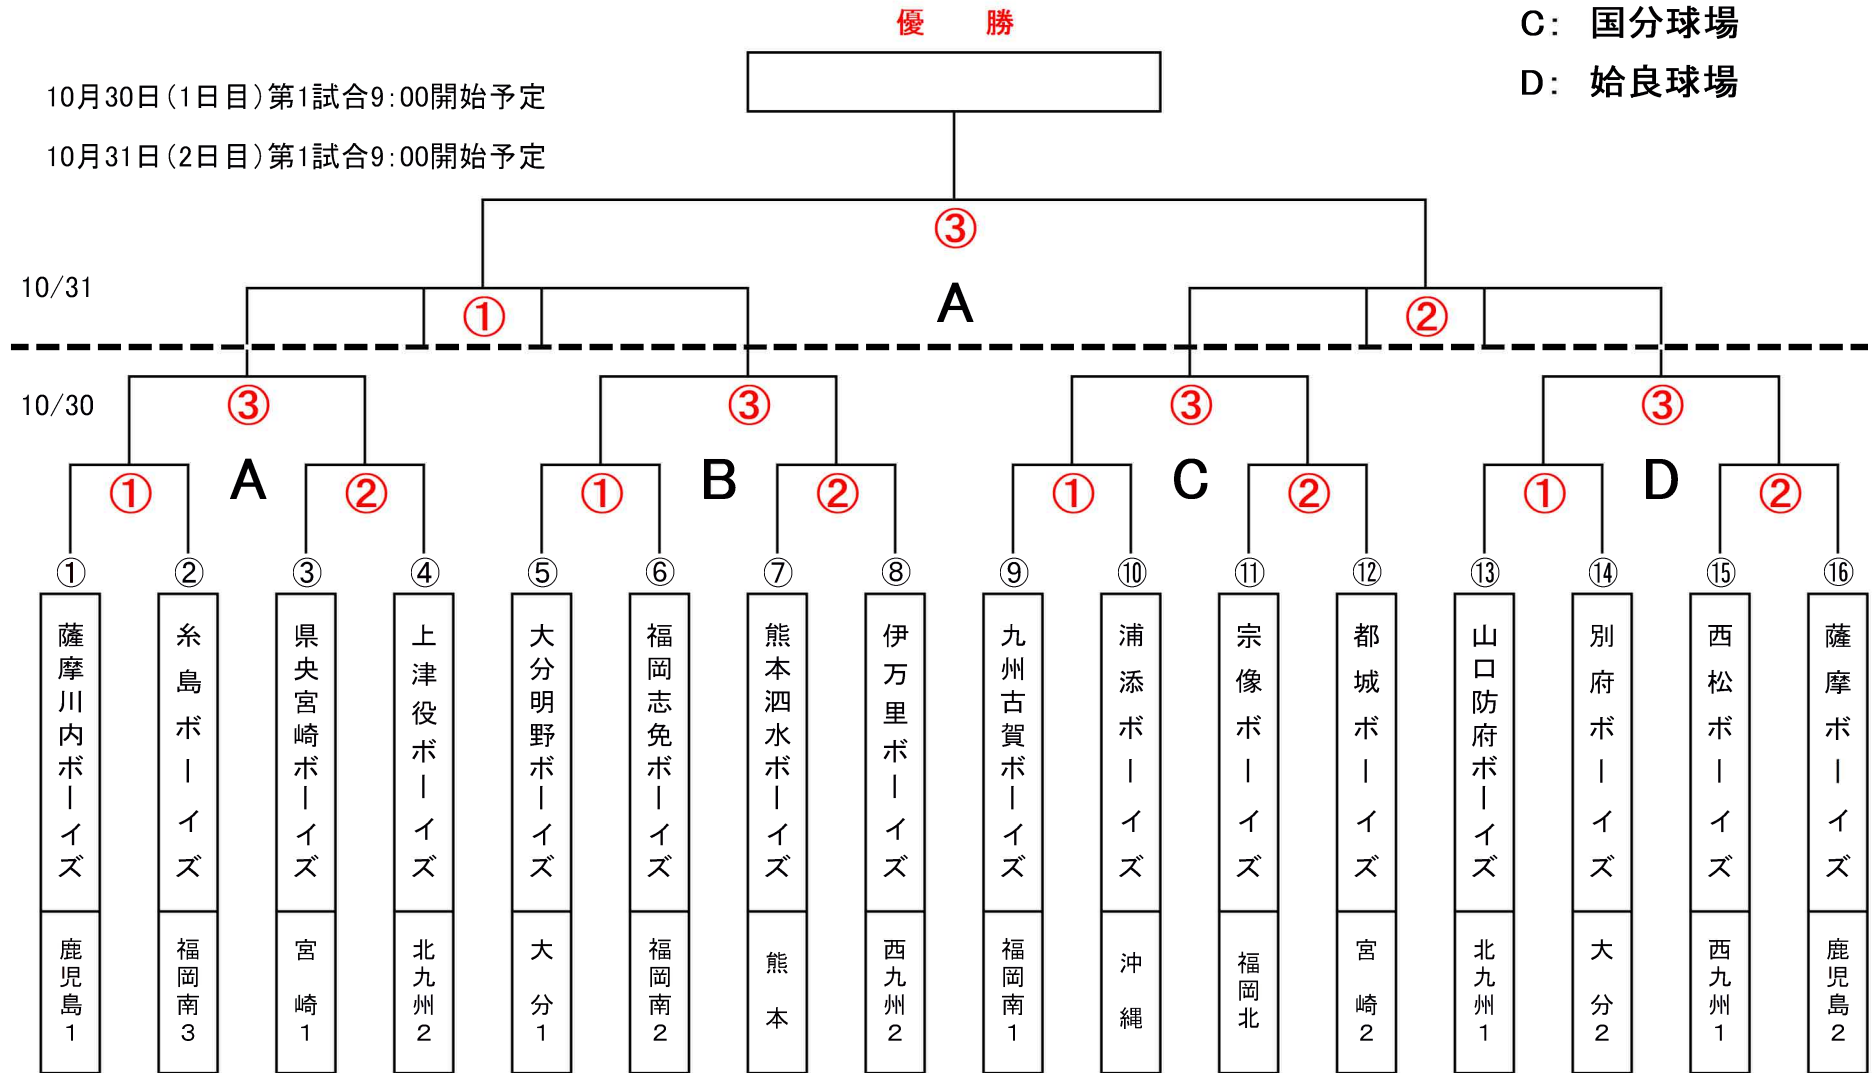 優 勝
C: 国分球場
D: 姶良球場
10月30日(1日目)第1試合9:00開始予定
10月31日(2日目)第1試合9:00開始予定
③
10/31
① A ②
10/30
③ ③ ③ ③
① A ② ① B ② ① C ② ① D ②
① ② ③ ④ ⑤ ⑥ ⑦ ⑧ ⑨ ⑩ ⑪ ⑫ ⑬ ⑭ ⑮ ⑯
薩摩川内ボーイズ
鹿児島1
糸島ボーイズ
福岡南3
県央宮崎ボーイズ
宮崎1
上津役ボーイズ
北九州2
大分明野ボーイズ
大分1
福岡志免ボーイズ
福岡南2
熊本泗水ボーイズ
熊本
伊万里ボーイズ
西九州2
九州古賀ボーイズ
福岡南1
浦添ボーイズ
沖縄
宗像ボーイズ
福岡北
都城ボーイズ
宮崎2
山口防府ボーイズ
北九州1
別府ボーイズ
大分2
西松ボーイズ
西九州1
薩摩ボーイズ
鹿児島2